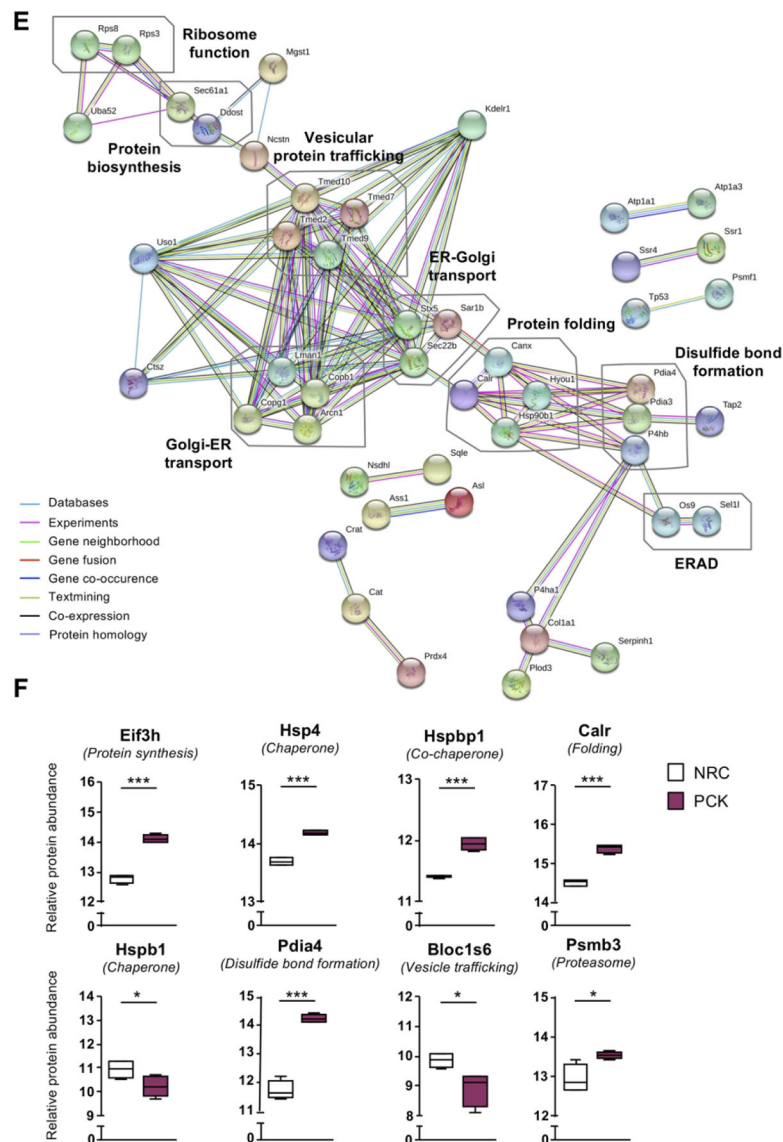 E
Rps8
Rps3
Ribosome
function
Mgst1
Sec61a1
Uba52
Ddost
Kdelr1
Protein
biosynthesis
Ncstn
Vesicular
protein trafficking
Tmed10
Tmed7
Tmed2
Tmed9
Uso1
Atp1a1
Atp1a3
Ssr4
Ssr1
Tp53
Psmf1
ER-Golgi
transport
Stx5
Sar1b
Sec22b
Protein folding
Canx
Calr
Hyou1
Hsp90b1
Disulfide bond
formation
Pdia4
Pdia3
P4hb
Tap2
Ctsz
Lman1
Copb1
Copg1
Arcn1
Golgi-ER
transport
Nsdhl
Sqle
Ass1
Asl
Os9
Sel1l
ERAD
Crat
Cat
Prdx4
P4ha1
Col1a1
Serpinh1
Plod3
Databases
Experiments
Gene neighborhood
Gene fusion
Gene co-occurence
Textmining
Co-expression
Protein homology
F
Eif3h
(Protein synthesis)
Relative protein abundance
16
15
14
13
12
0
***
Hsp4
(Chaperone)
15
14
13
0
***
Hspbp1
(Co-chaperone)
13
12
11
0
***
Calr
(Folding)
17
16
15
14
0
***
NRC
PCK
Hspb1
(Chaperone)
Relative protein abundance
14
13
12
11
10
9
0
*
Pdia4
(Disulfide bond formation)
15
14
13
12
11
0
***
Bloc1s6
(Vesicle trafficking)
12
11
10
9
8
0
*
Psmb3
(Proteasome)
15
14
13
12
0
*